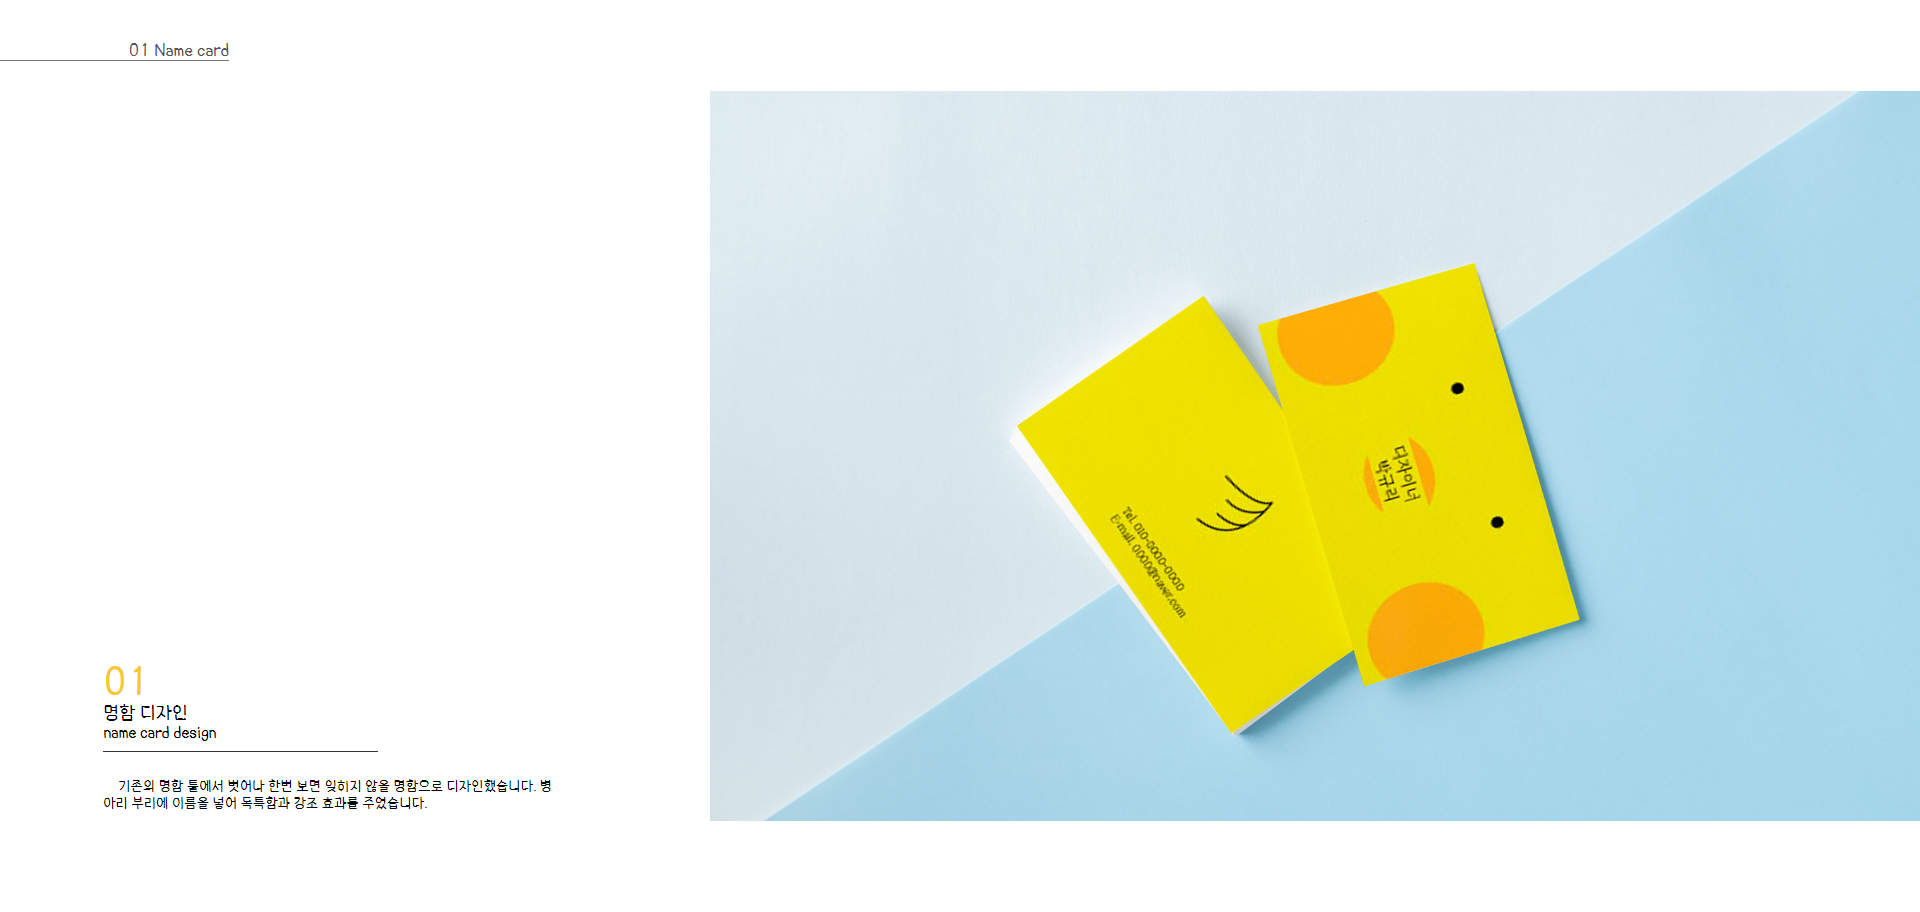 01 Name card
디자이너
박규리
Tel. 010-0000-0000
E-mail. 0000@naver.com
01
명함 디자인
name card design
기존의 명함 툴에서 벗어나 한번 보면 잊히지 않을 명함으로 디자인했습니다. 병
아리 부리에 이름을 넣어 독특함과 강조 효과를 주었습니다.